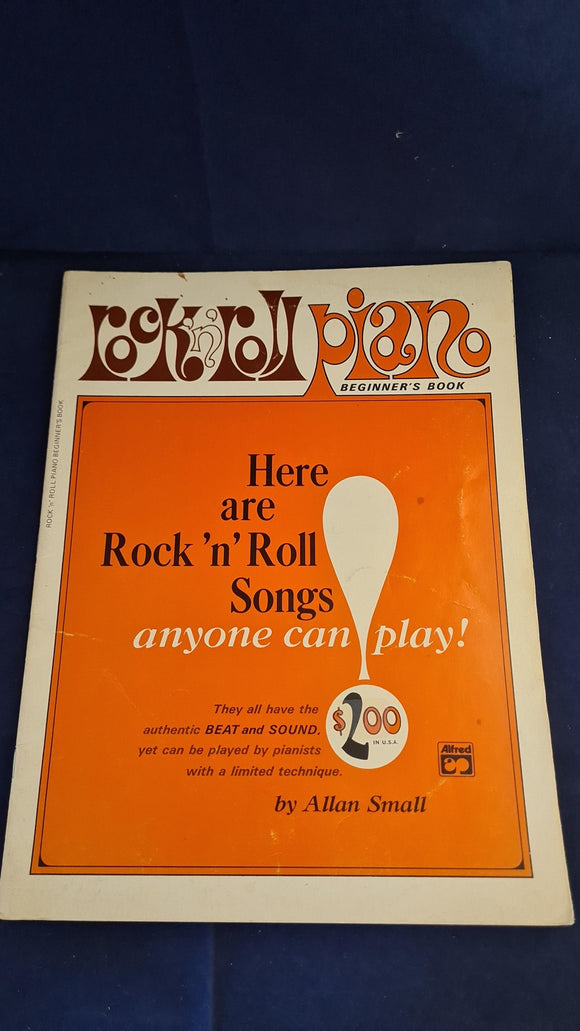 rock 'n' roll piano
BEGINNER'S BOOK
ROCK 'n' ROLL PIANO BEGINNER'S BOOK
Here
are
Rock 'n' Roll
Songs
anyone can play!
They all have the
authentic BEAT and SOUND,
yet can be played by pianists
with a limited technique.
$2.00
IN U.S.A.
Alfred
by Allan Small